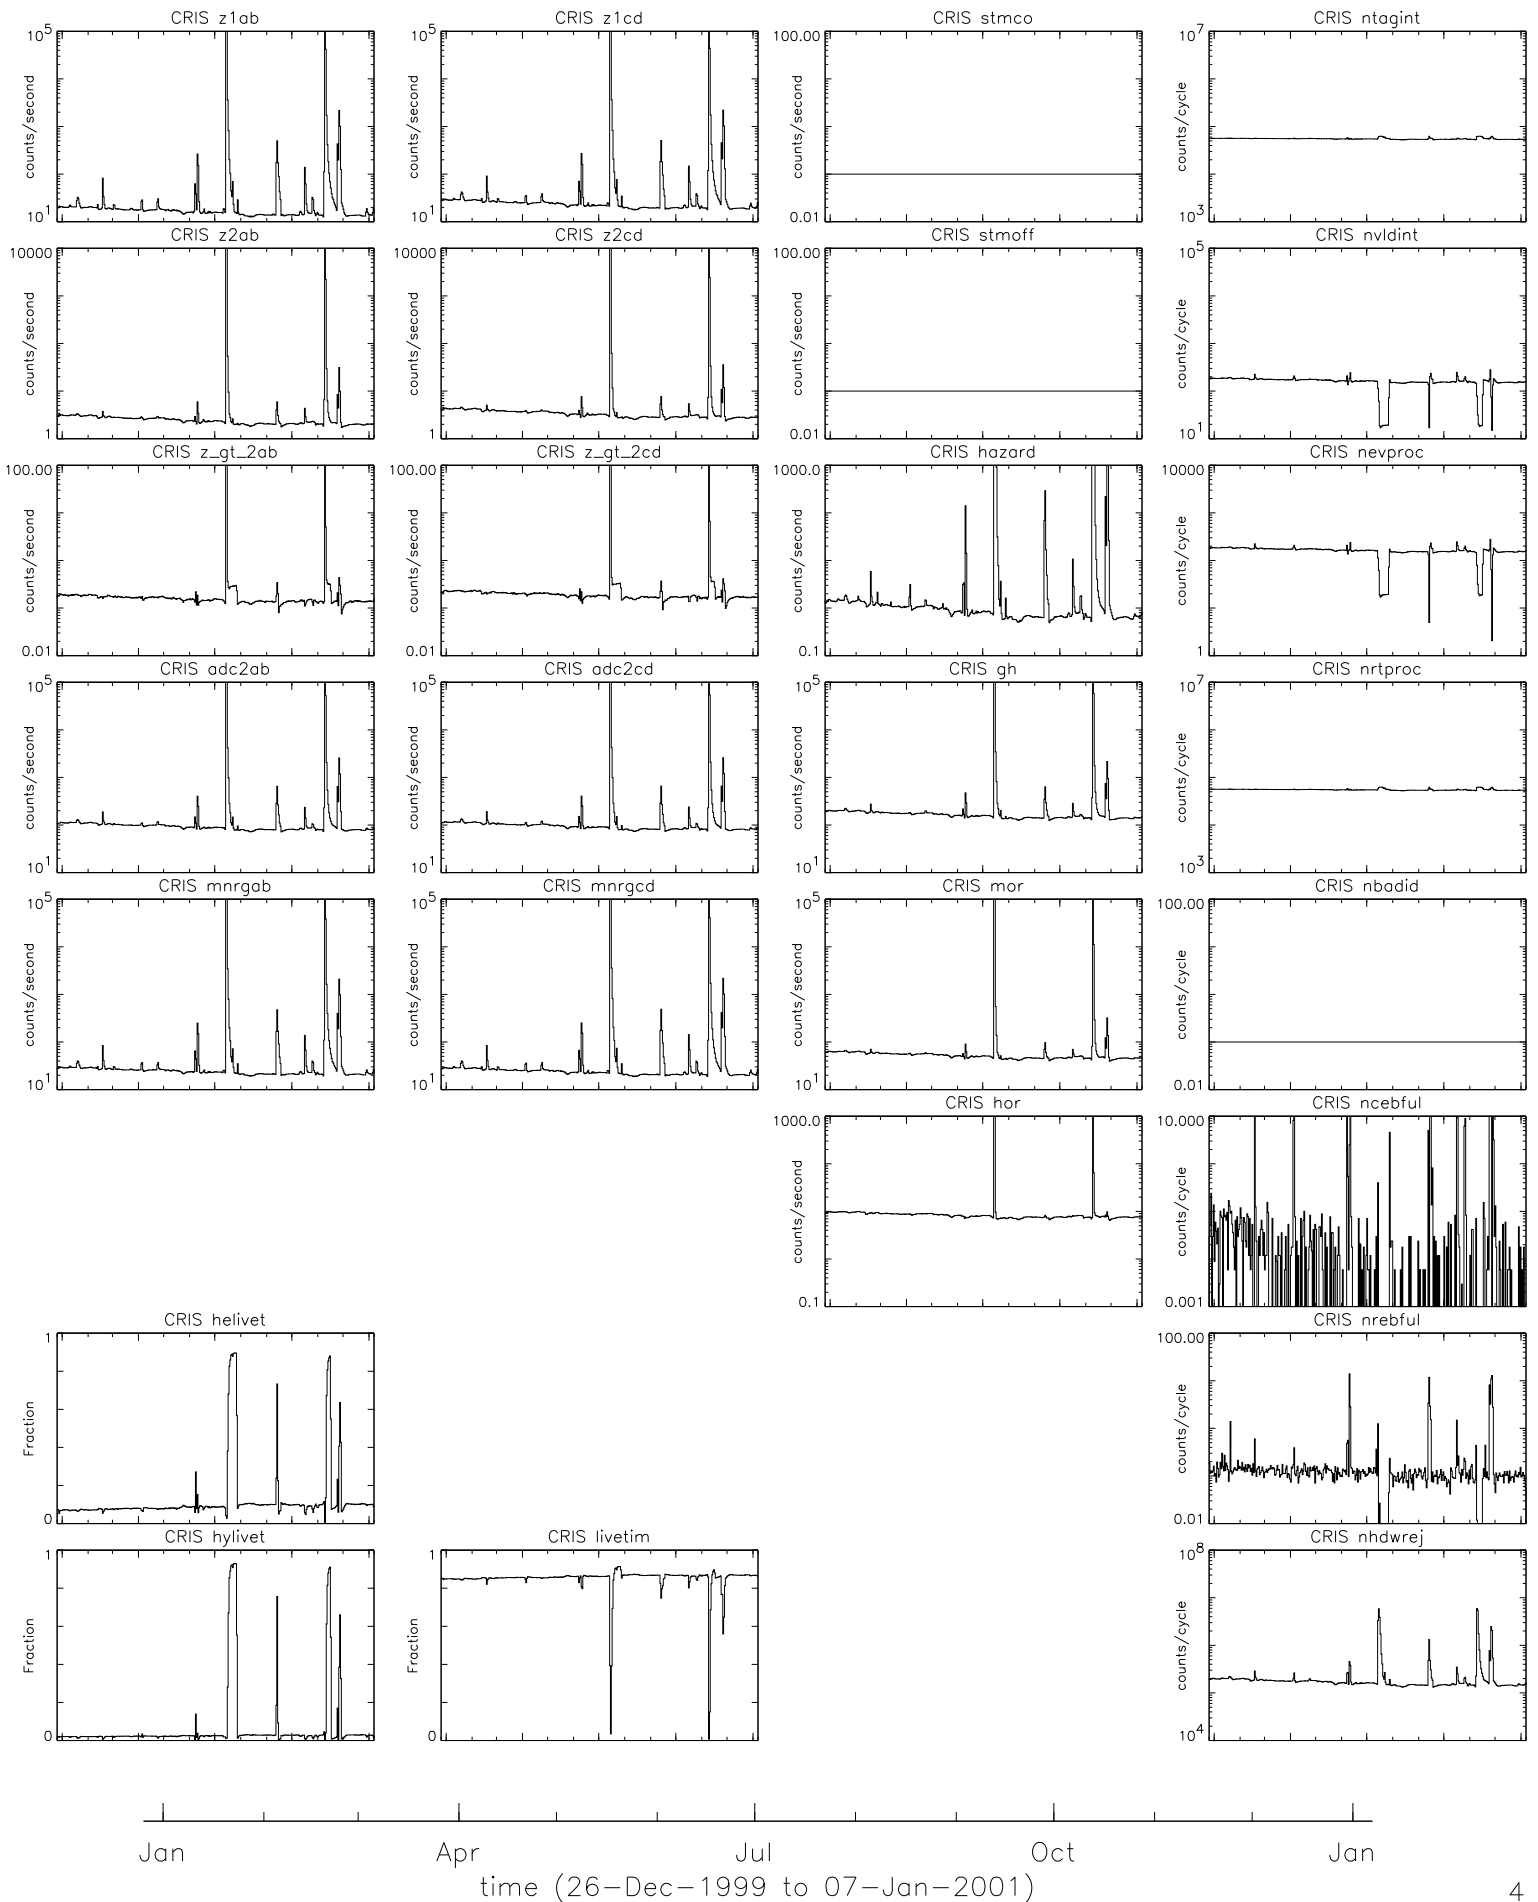 CRIS z1ab
10^5
counts/second
10^1
CRIS z1cd
10^5
counts/second
10^1
CRIS stmco
100.00
counts/second
0.01
CRIS ntagint
10^7
counts/cycle
10^3
CRIS z2ab
10000
counts/second
1
CRIS z2cd
10000
counts/second
1
CRIS stmoff
100.00
counts/second
0.01
CRIS nvldint
10^5
counts/cycle
10^1
CRIS z_gt_2ab
100.00
counts/second
0.01
CRIS z_gt_2cd
100.00
counts/second
0.01
CRIS hazard
1000.0
counts/second
0.1
CRIS nevproc
10000
counts/cycle
1
CRIS adc2ab
10^5
counts/second
10^1
CRIS adc2cd
10^5
counts/second
10^1
CRIS gh
10^5
counts/second
10^1
CRIS nrtproc
10^7
counts/cycle
10^3
CRIS mnrgab
10^5
counts/second
10^1
CRIS mnrgcd
10^5
counts/second
10^1
CRIS mor
10^5
counts/second
10^1
CRIS nbadid
100.00
counts/cycle
0.01
CRIS hor
1000.0
counts/second
0.1
CRIS ncebful
10.000
counts/cycle
0.001
CRIS helivet
1
Fraction
0
CRIS nrebful
100.00
counts/cycle
0.01
CRIS hylivet
1
Fraction
0
CRIS livetim
1
Fraction
0
CRIS nhdwrej
10^8
counts/cycle
10^4
Jan Apr Jul Oct Jan
time (26-Dec-1999 to 07-Jan-2001)
4